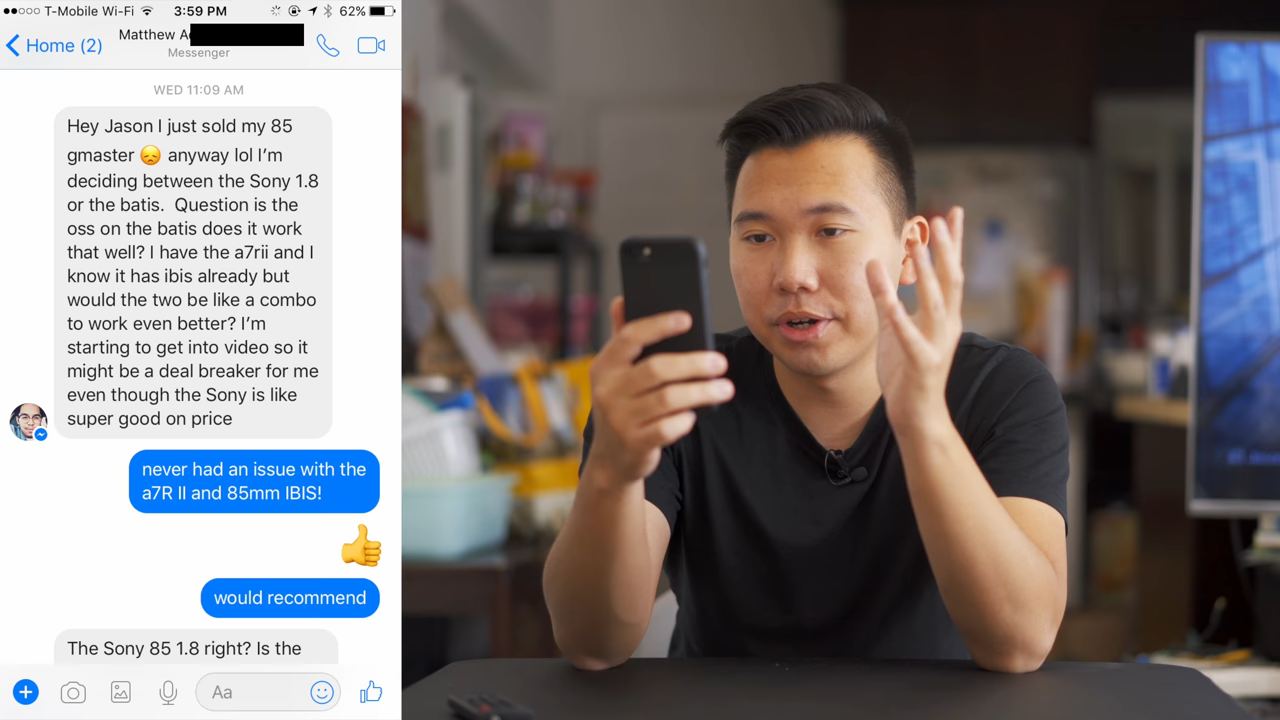 T-Mobile Wi-Fi 3:59 PM 62%
Home (2) Matthew
Messenger
WED 11:09 AM
Hey Jason I just sold my 85
gmaster 😞 anyway lol I'm
deciding between the Sony 1.8
or the batis. Question is the
oss on the batis does it work
that well? I have the a7rii and I
know it has ibis already but
would the two be like a combo
to work even better? I'm
starting to get into video so it
might be a deal breaker for me
even though the Sony is like
super good on price
never had an issue with the
a7R II and 85mm IBIS!
👍
would recommend
The Sony 85 1.8 right? Is the
Aa